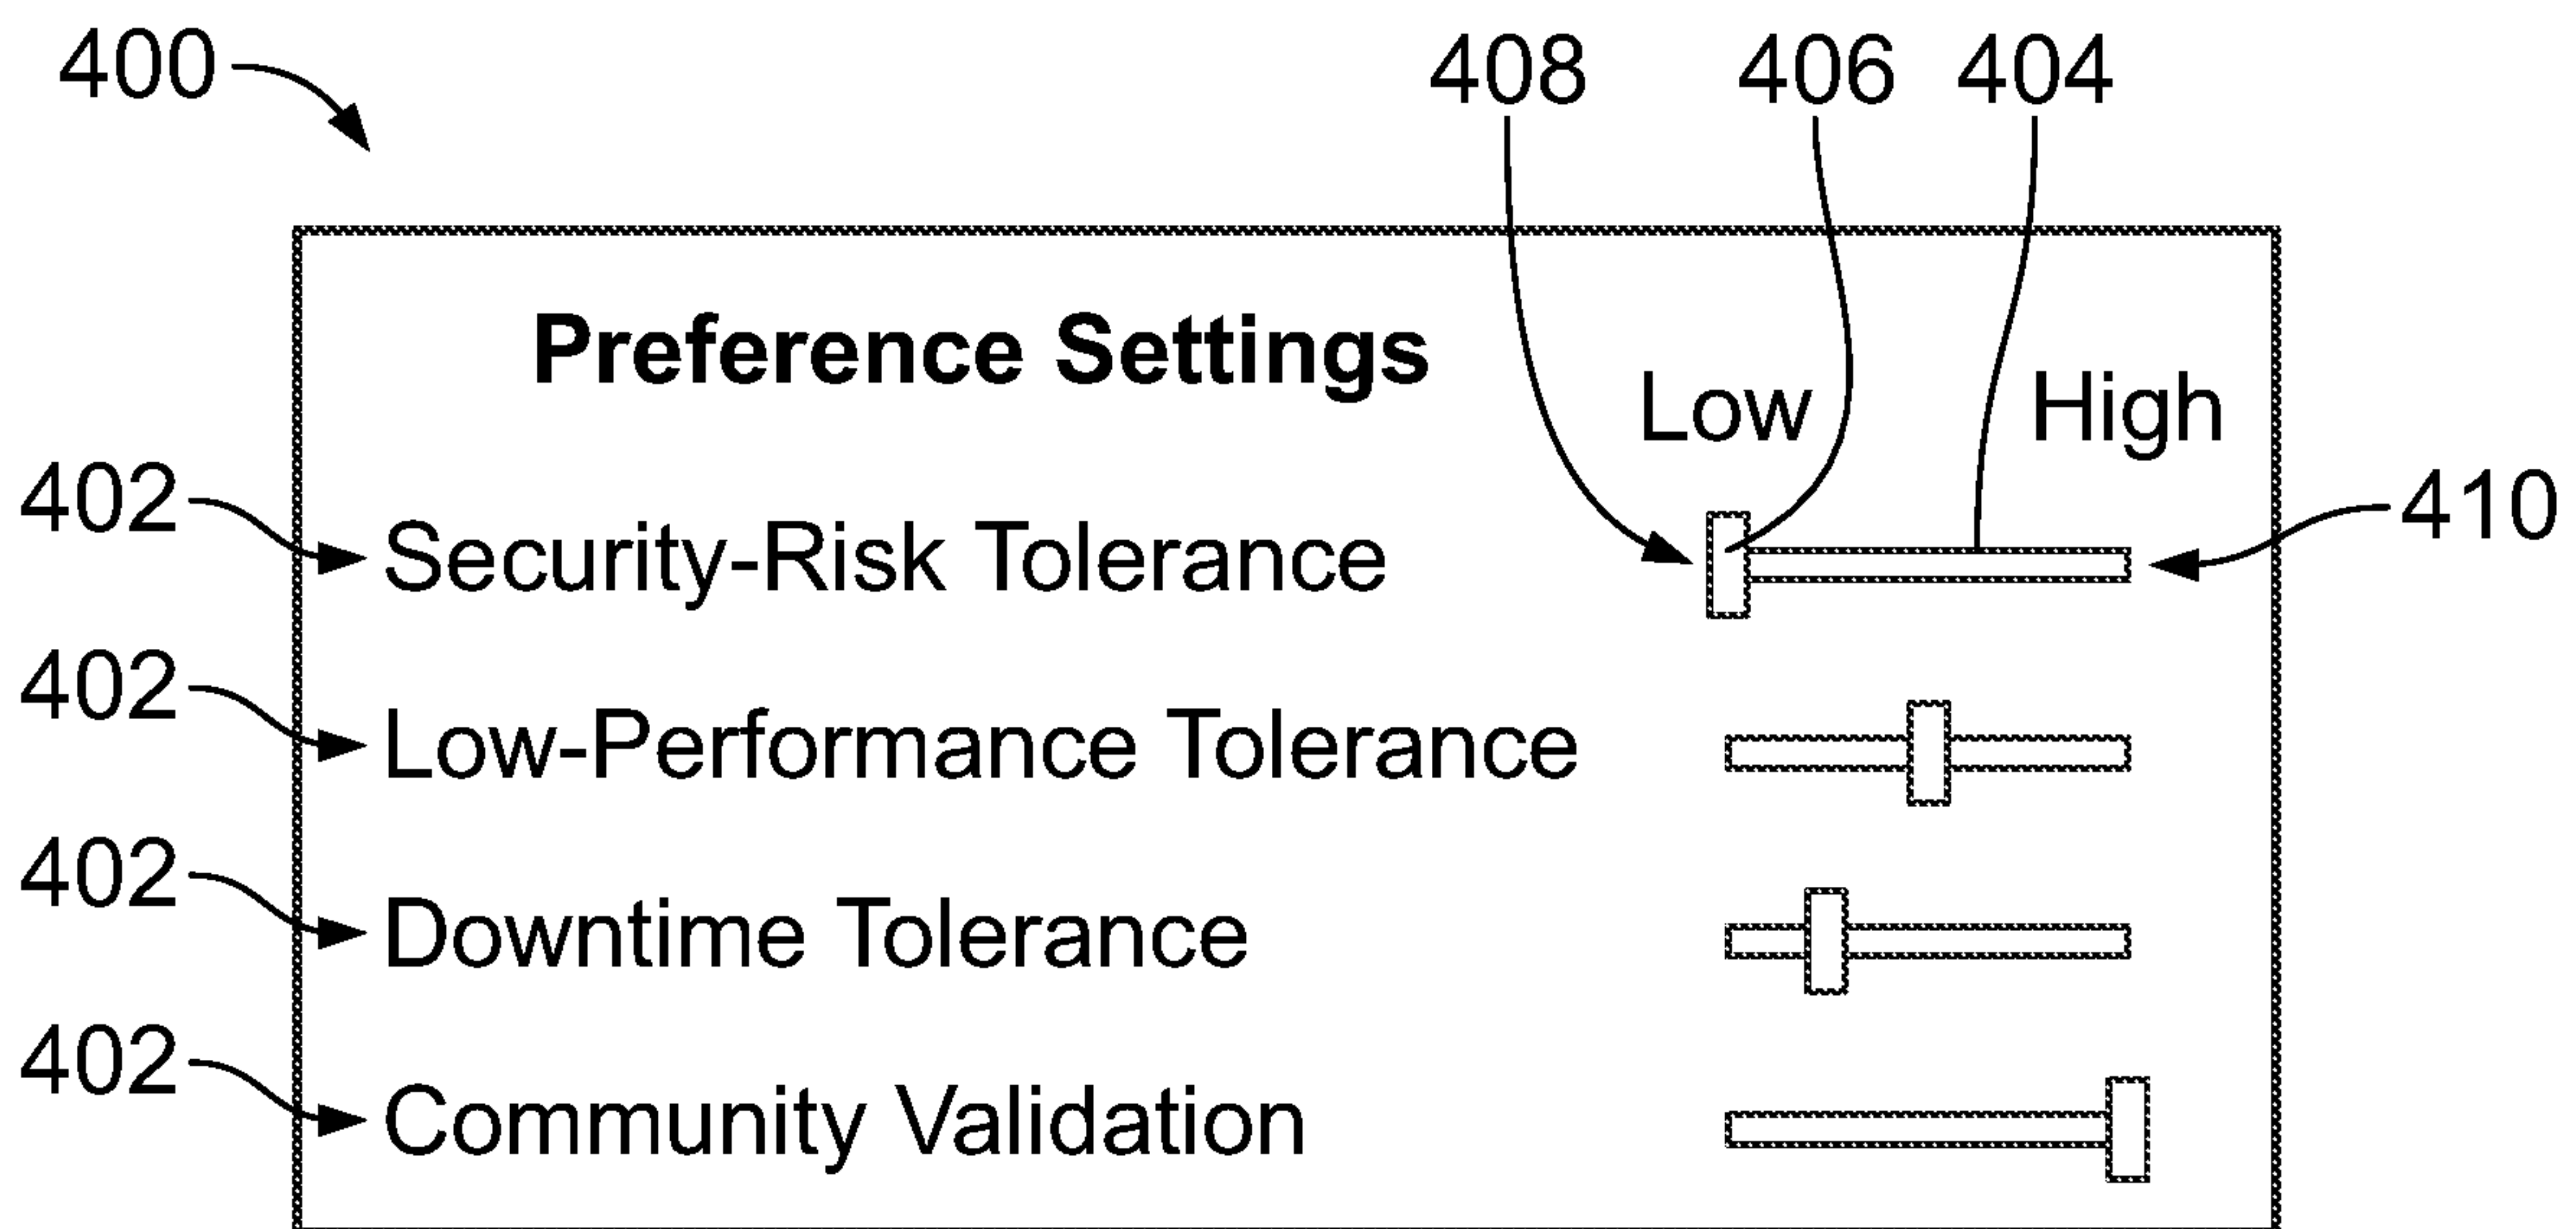 400
408 406 404
Preference Settings
Low High
402
Security-Risk Tolerance
410
402
Low-Performance Tolerance
402
Downtime Tolerance
402
Community Validation